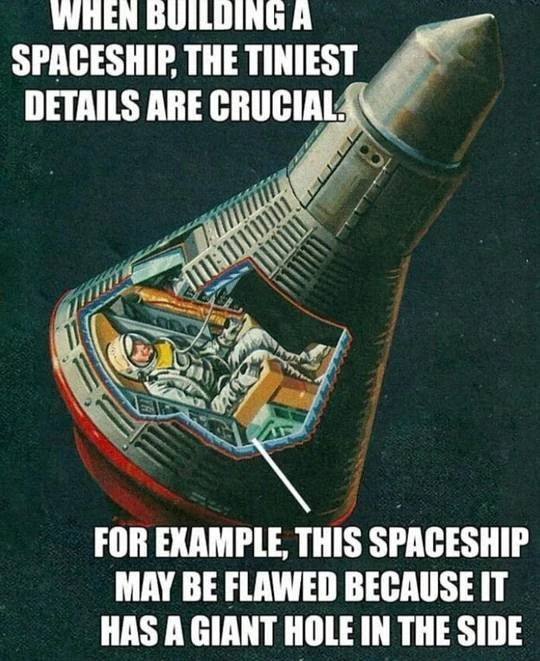 WHEN BUILDING A
SPACESHIP, THE TINIEST
DETAILS ARE CRUCIAL.
FOR EXAMPLE, THIS SPACESHIP
MAY BE FLAWED BECAUSE IT
HAS A GIANT HOLE IN THE SIDE